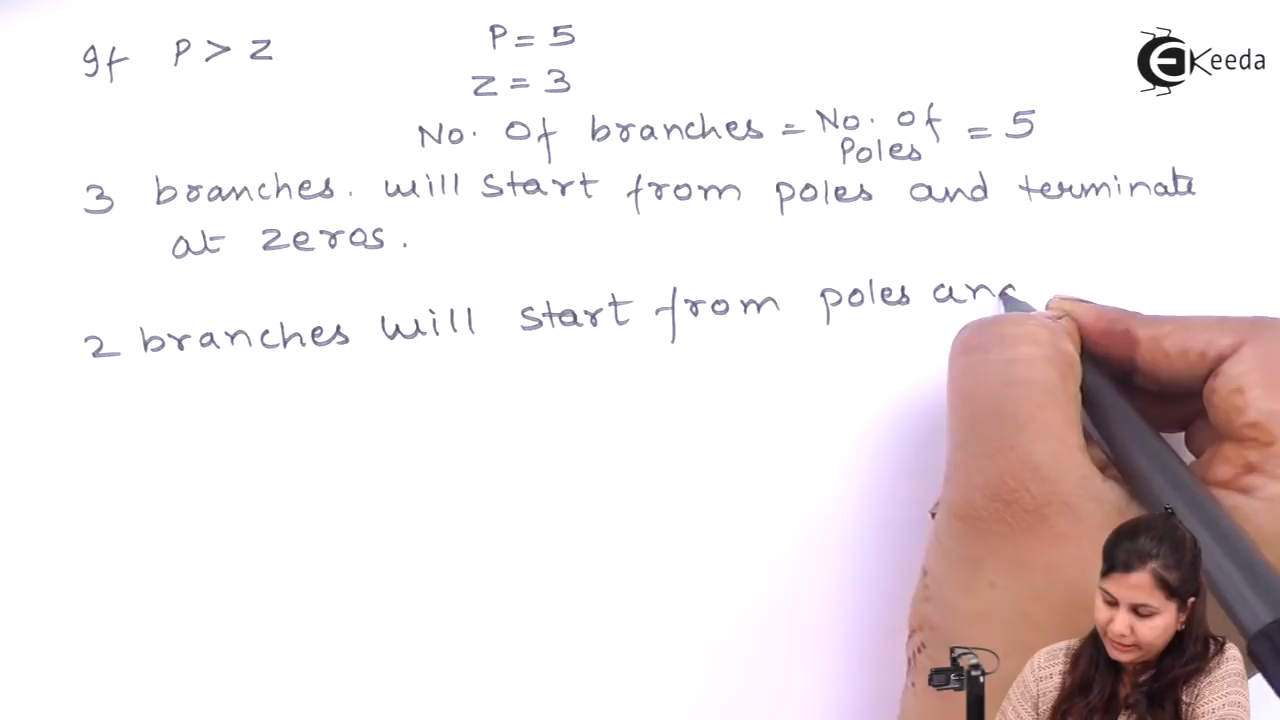 If P > Z
P = 5
Z = 3
No. Of branches = No. of Poles = 5
3 branches. will start from poles and terminate
at zeros.
2 branches will start from poles and
EKeeda